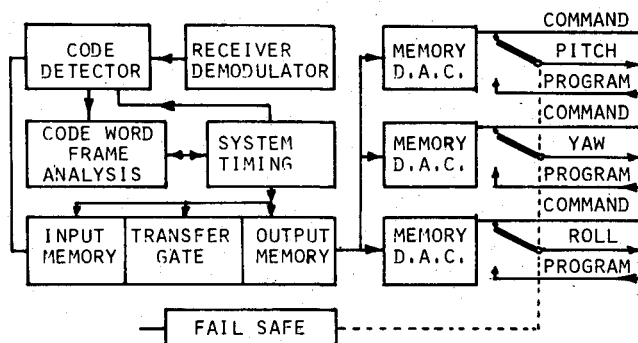 CODE
DETECTOR
RECEIVER
DEMODULATOR
CODE WORD
FRAME
ANALYSIS
SYSTEM
TIMING
INPUT
MEMORY
TRANSFER
GATE
OUTPUT
MEMORY
FAIL SAFE
MEMORY
D.A.C.
COMMAND
PITCH
PROGRAM
MEMORY
D.A.C.
COMMAND
YAW
PROGRAM
MEMORY
D.A.C.
COMMAND
ROLL
PROGRAM